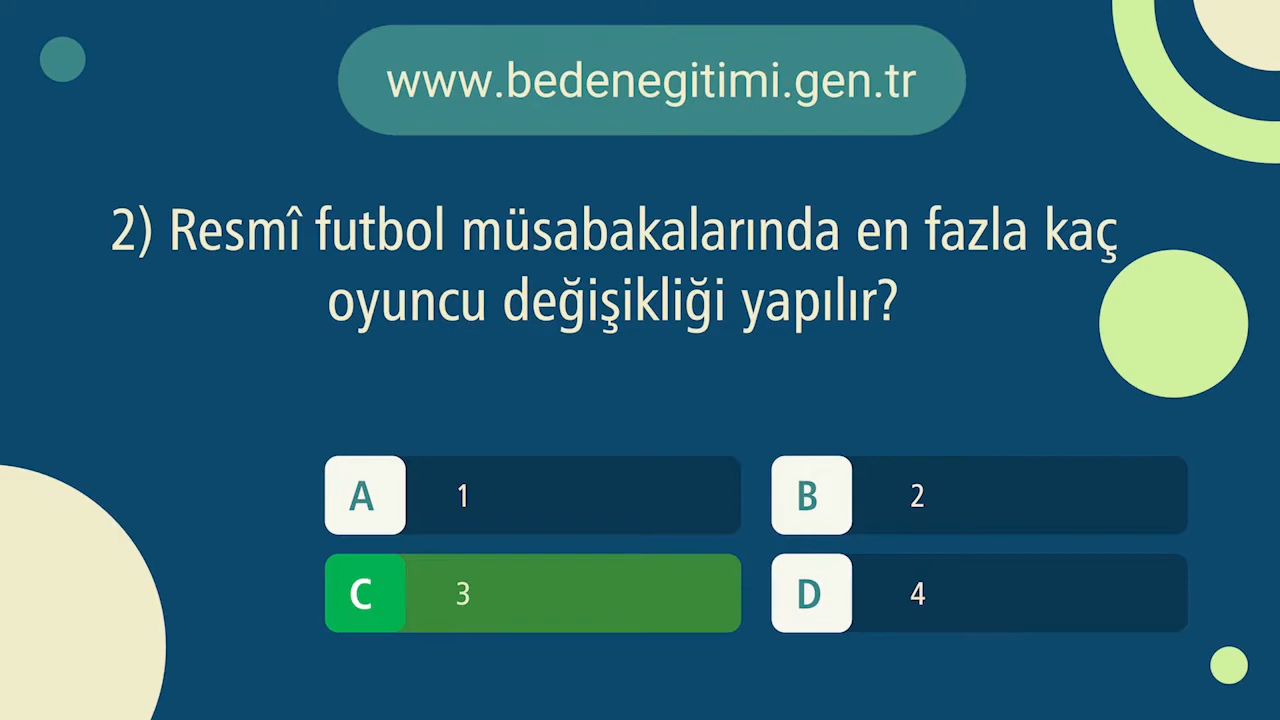 www.bedenegitimi.gen.tr
2) Resmî futbol müsabakalarında en fazla kaç
oyuncu değişikliği yapılır?
A 1
B 2
C 3
D 4